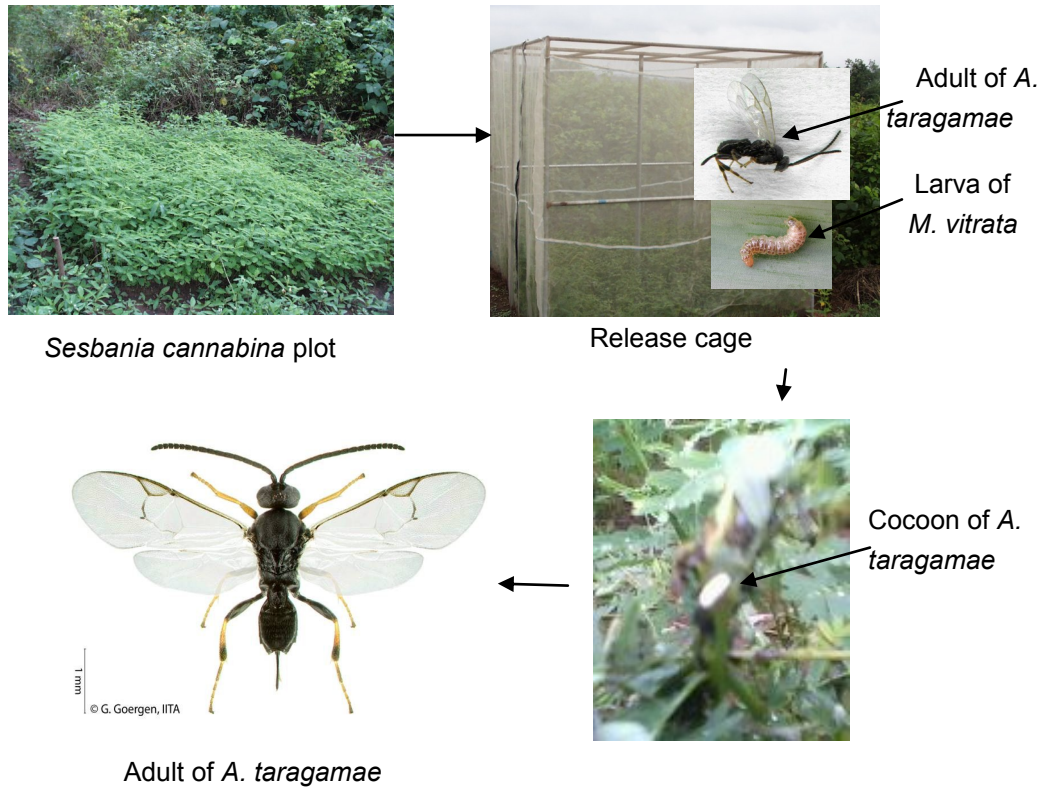 Adult of A.
taragamae
Larva of
M. vitrata
Sesbania cannabina plot
Release cage
Cocoon of A.
taragamae
1 mm
© G. Goergen, IITA
Adult of A. taragamae